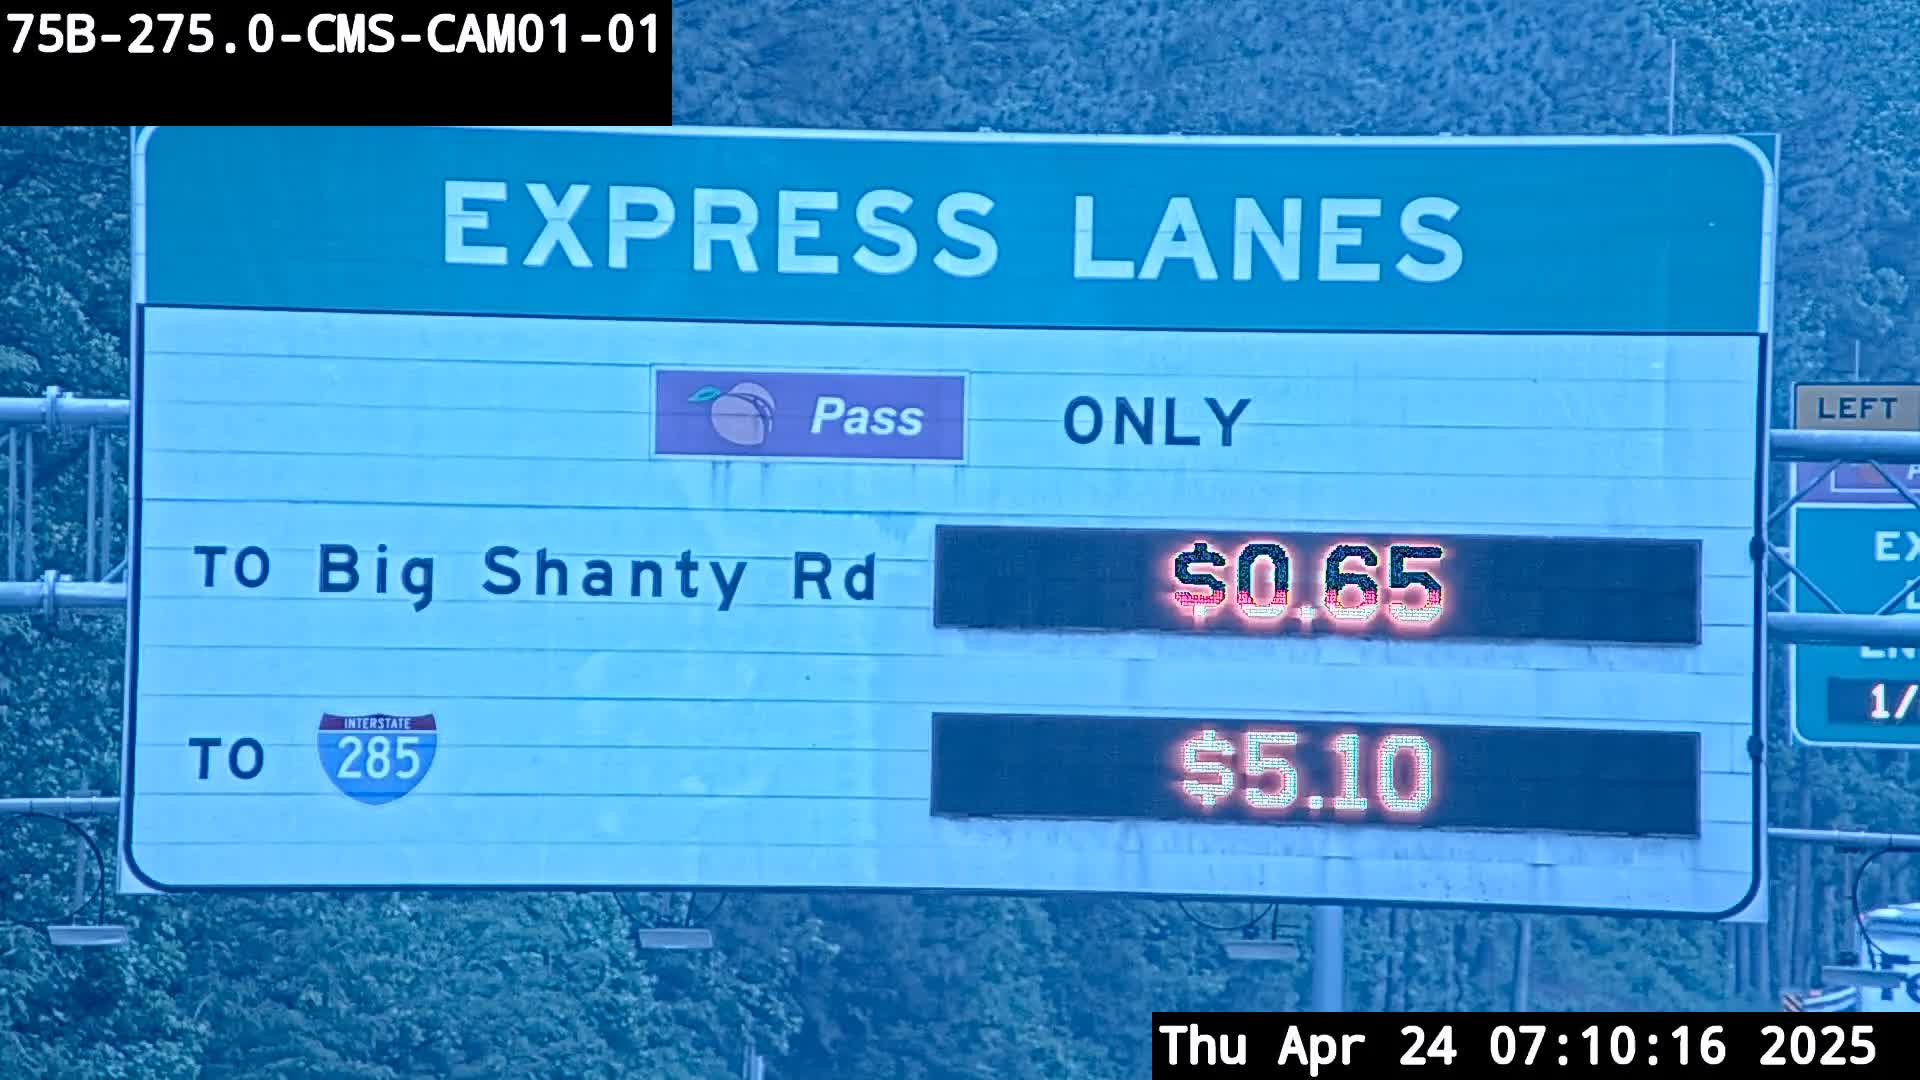 75B-275.0-CMS-CAM01-01
EXPRESS LANES
Pass ONLY
TO Big Shanty Rd $0.65
TO INTERSTATE 285 $5.10
LEFT
1/
Thu Apr 24 07:10:16 2025